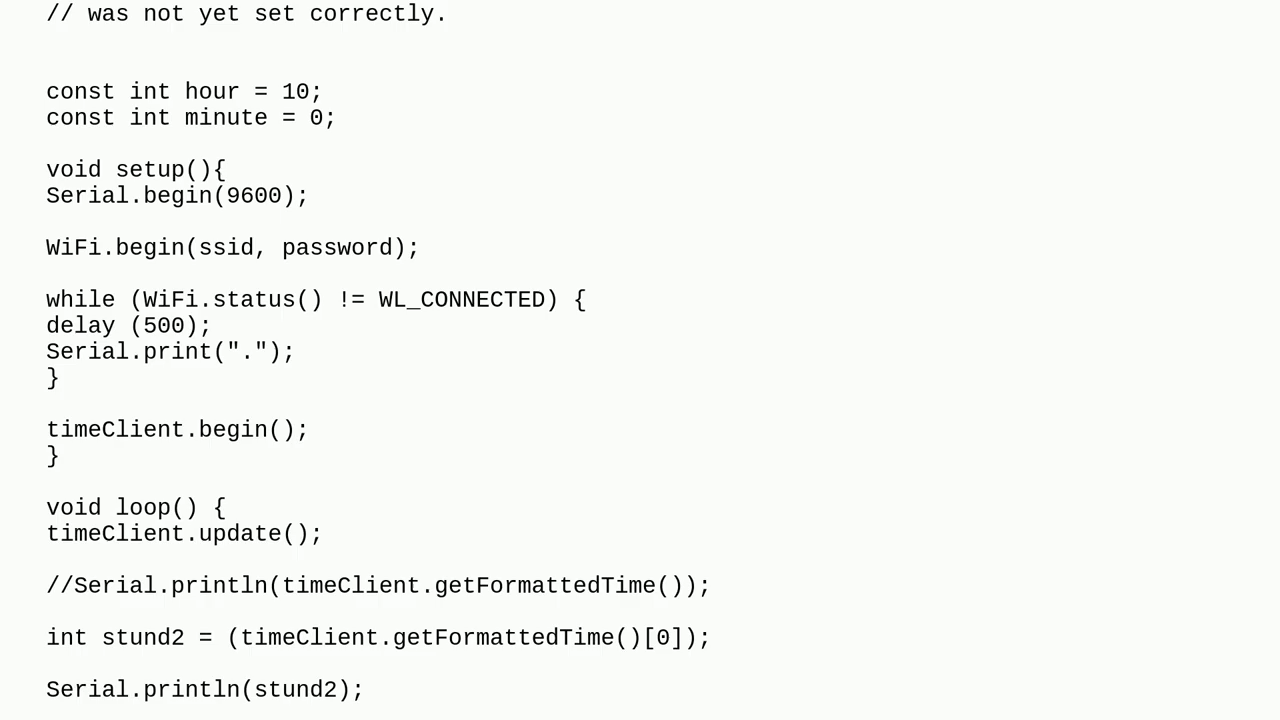 // was not yet set correctly.
const int hour = 10;
const int minute = 0;
void setup(){
Serial.begin(9600);
WiFi.begin(ssid, password);
while (WiFi.status() != WL_CONNECTED) {
delay (500);
Serial.print(".");
}
timeClient.begin();
}
void loop() {
timeClient.update();
//Serial.println(timeClient.getFormattedTime());
int stund2 = (timeClient.getFormattedTime()[0]);
Serial.println(stund2);